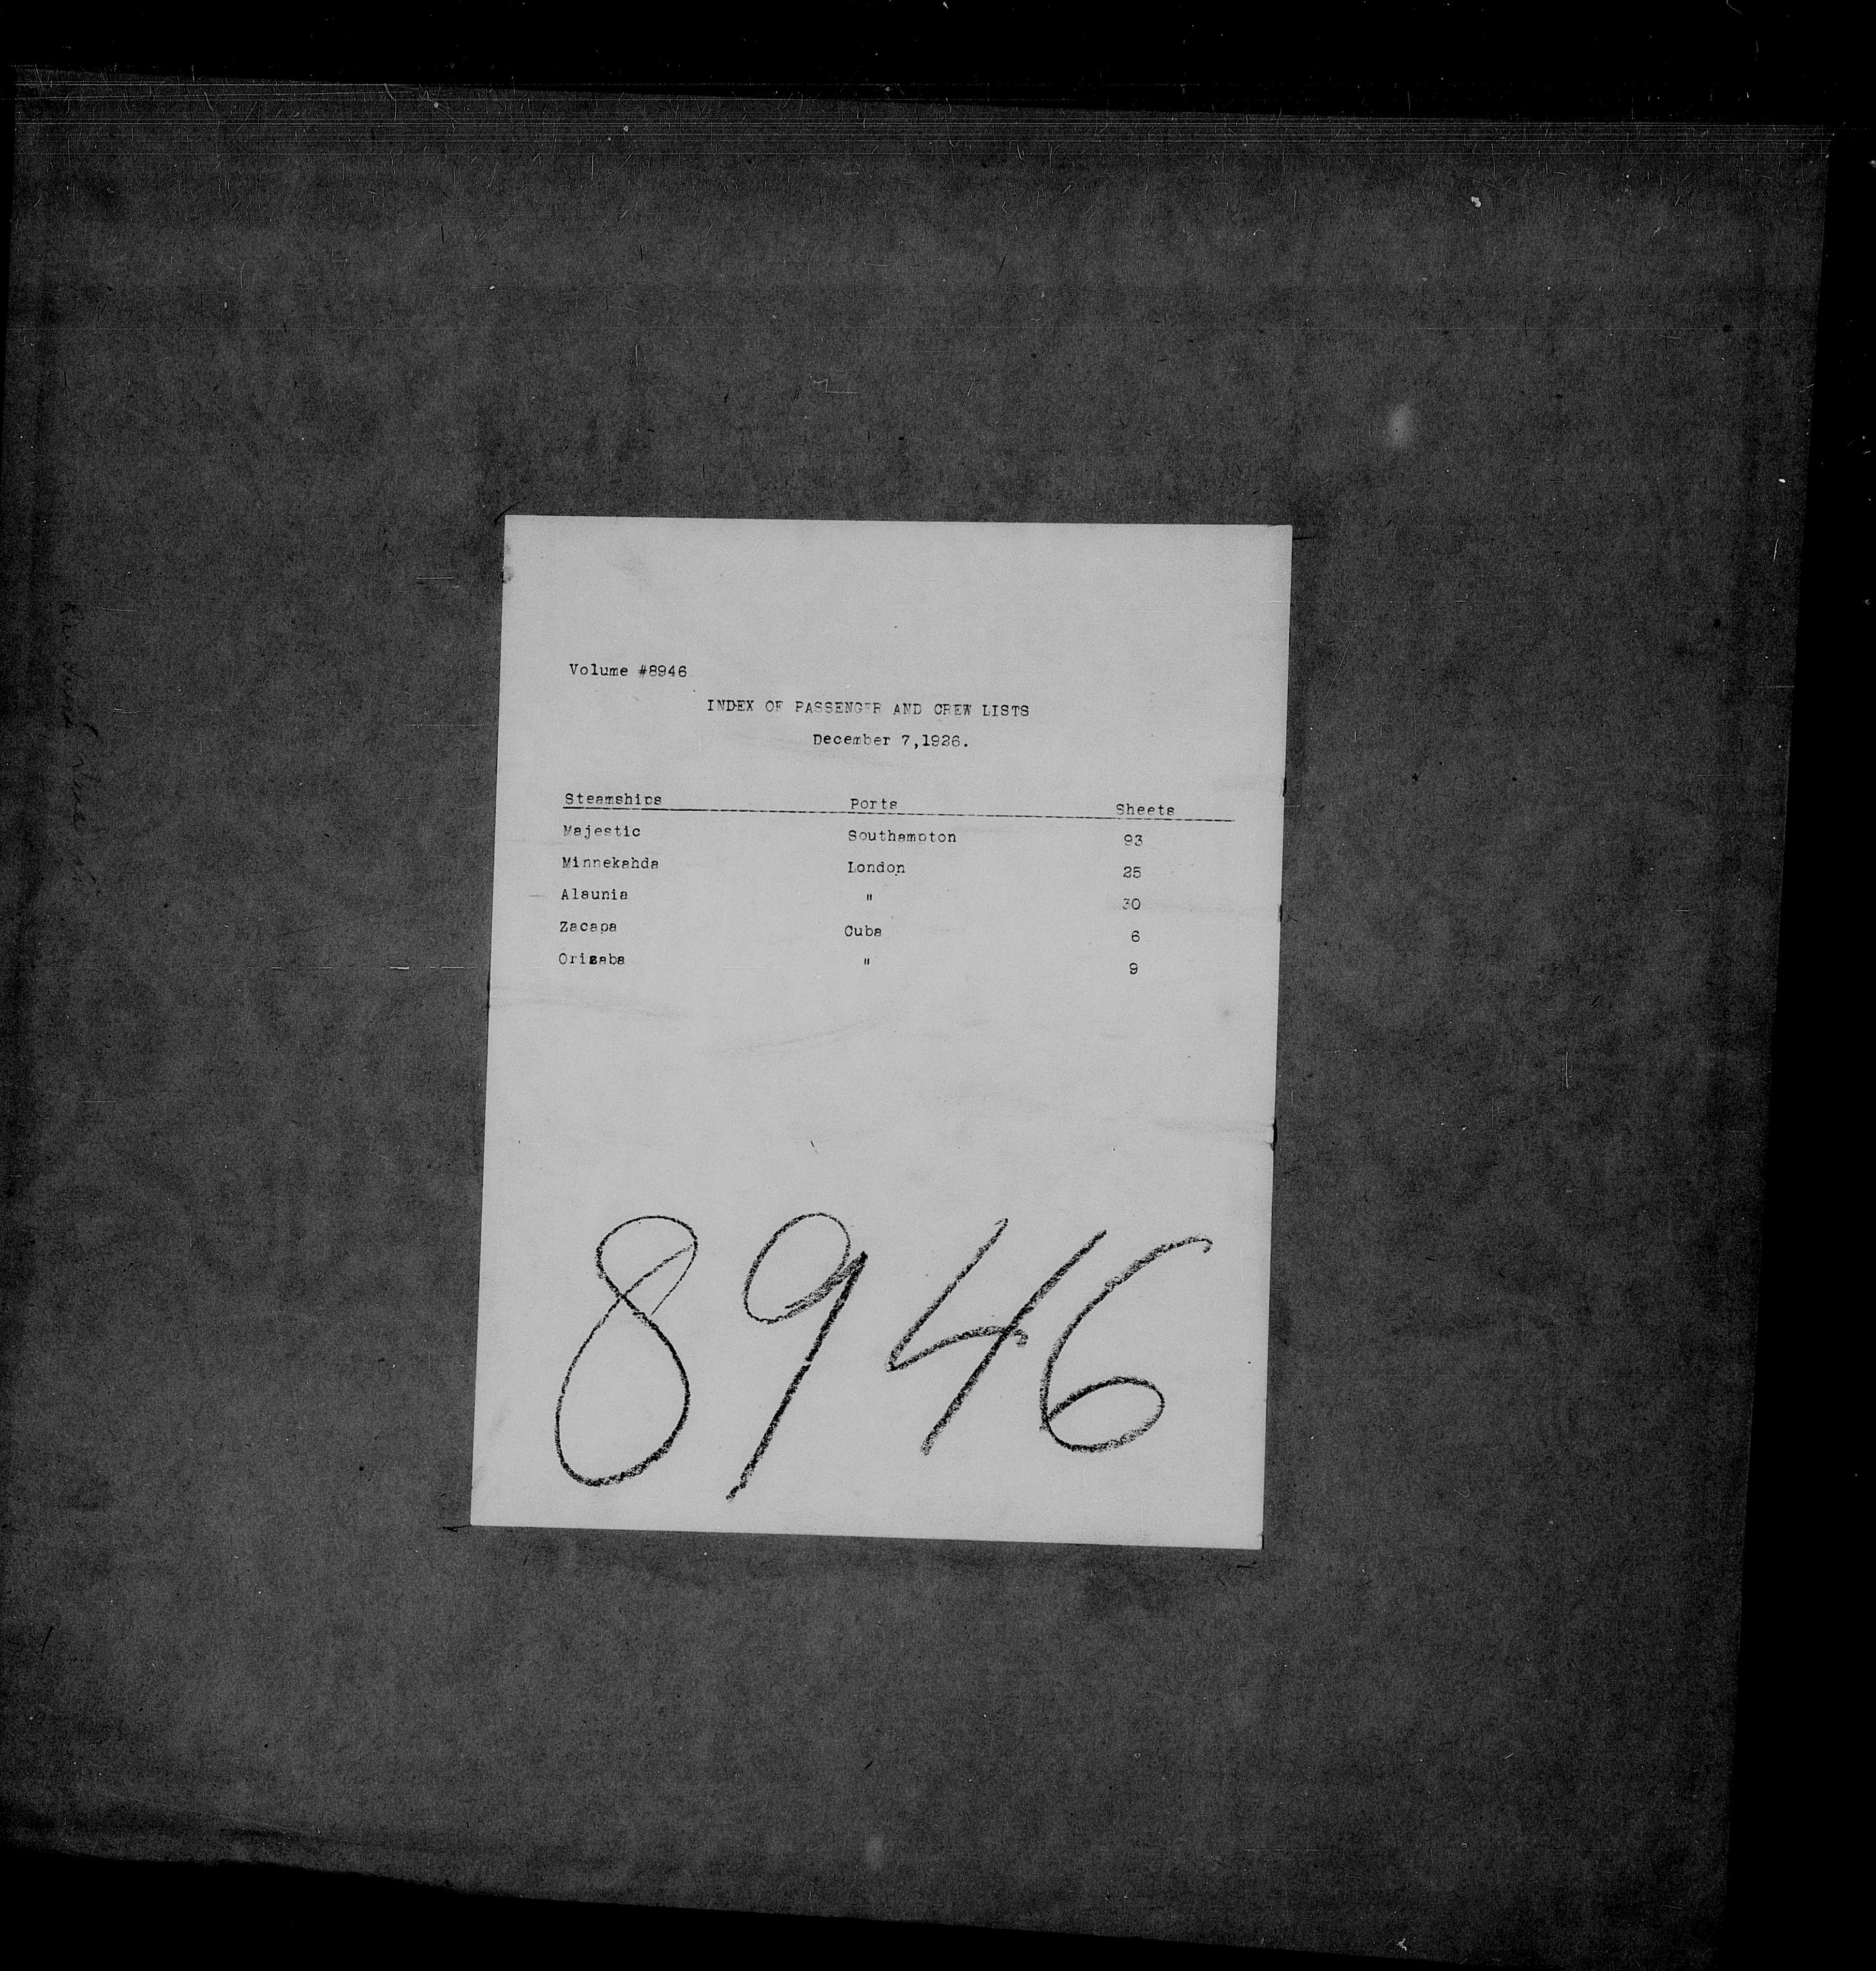 Volume #8946
INDEX OF PASSENGER AND CREW LISTS
December 7,1926.
Steamships Ports Sheets
Majestic Southampton 93
Minnekahda London 25
Alaunia " 30
Zacapa Cuba 6
Orizaba " 9
8946